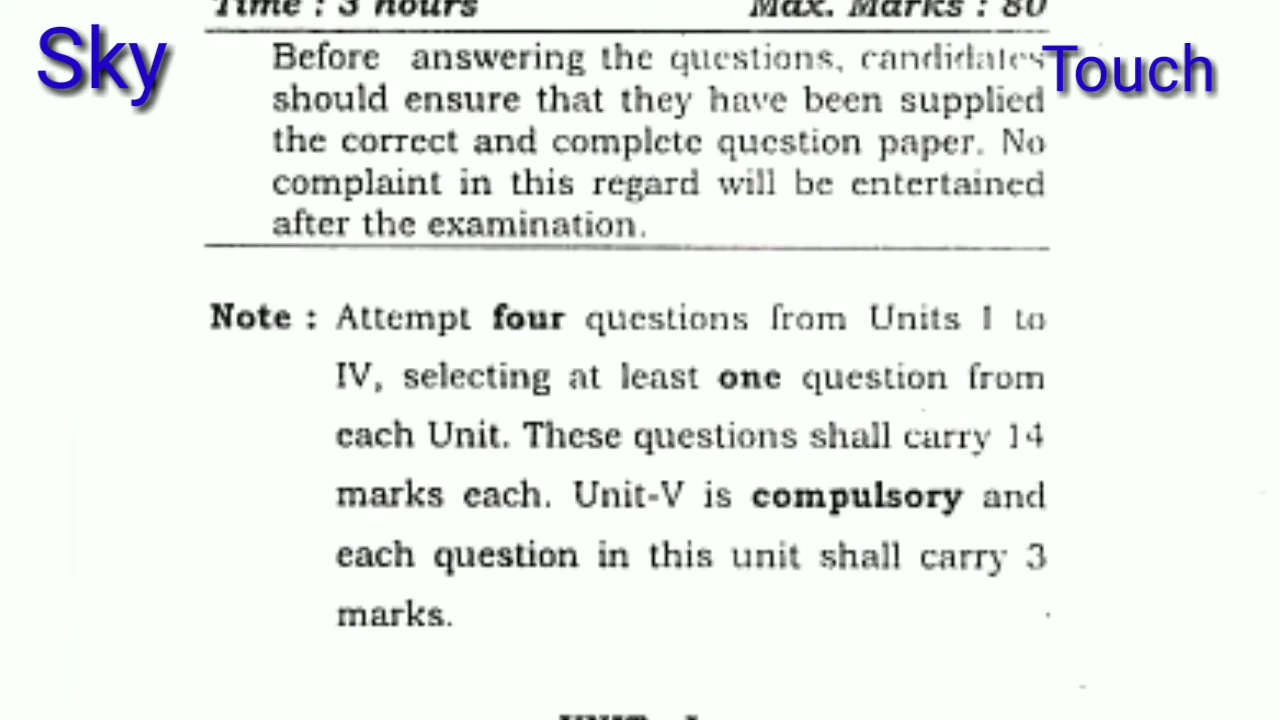 Time : 3 hours Max. Marks : 80
Sky
Touch
Before answering the questions, candidates
should ensure that they have been supplied
the correct and complete question paper. No
complaint in this regard will be entertained
after the examination.
Note : Attempt four questions from Units I to
IV, selecting at least one question from
each Unit. These questions shall carry 14
marks each. Unit-V is compulsory and
each question in this unit shall carry 3
marks.